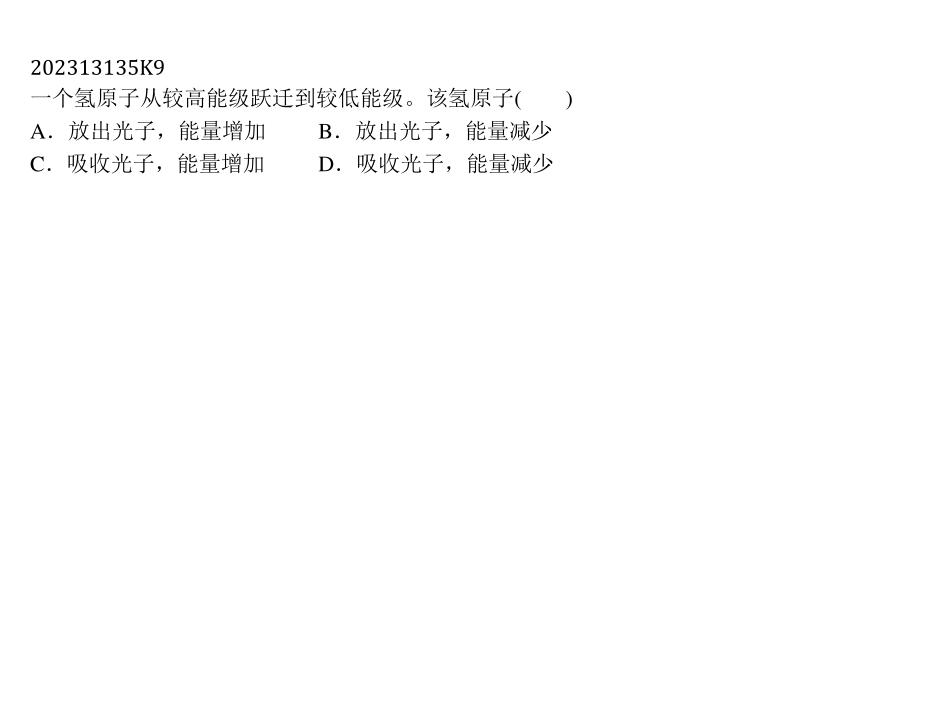 202313135K9
一个氢原子从较高能级跃迁到较低能级。该氢原子(　　)
A．放出光子，能量增加　　B．放出光子，能量减少
C．吸收光子，能量增加　　D．吸收光子，能量减少